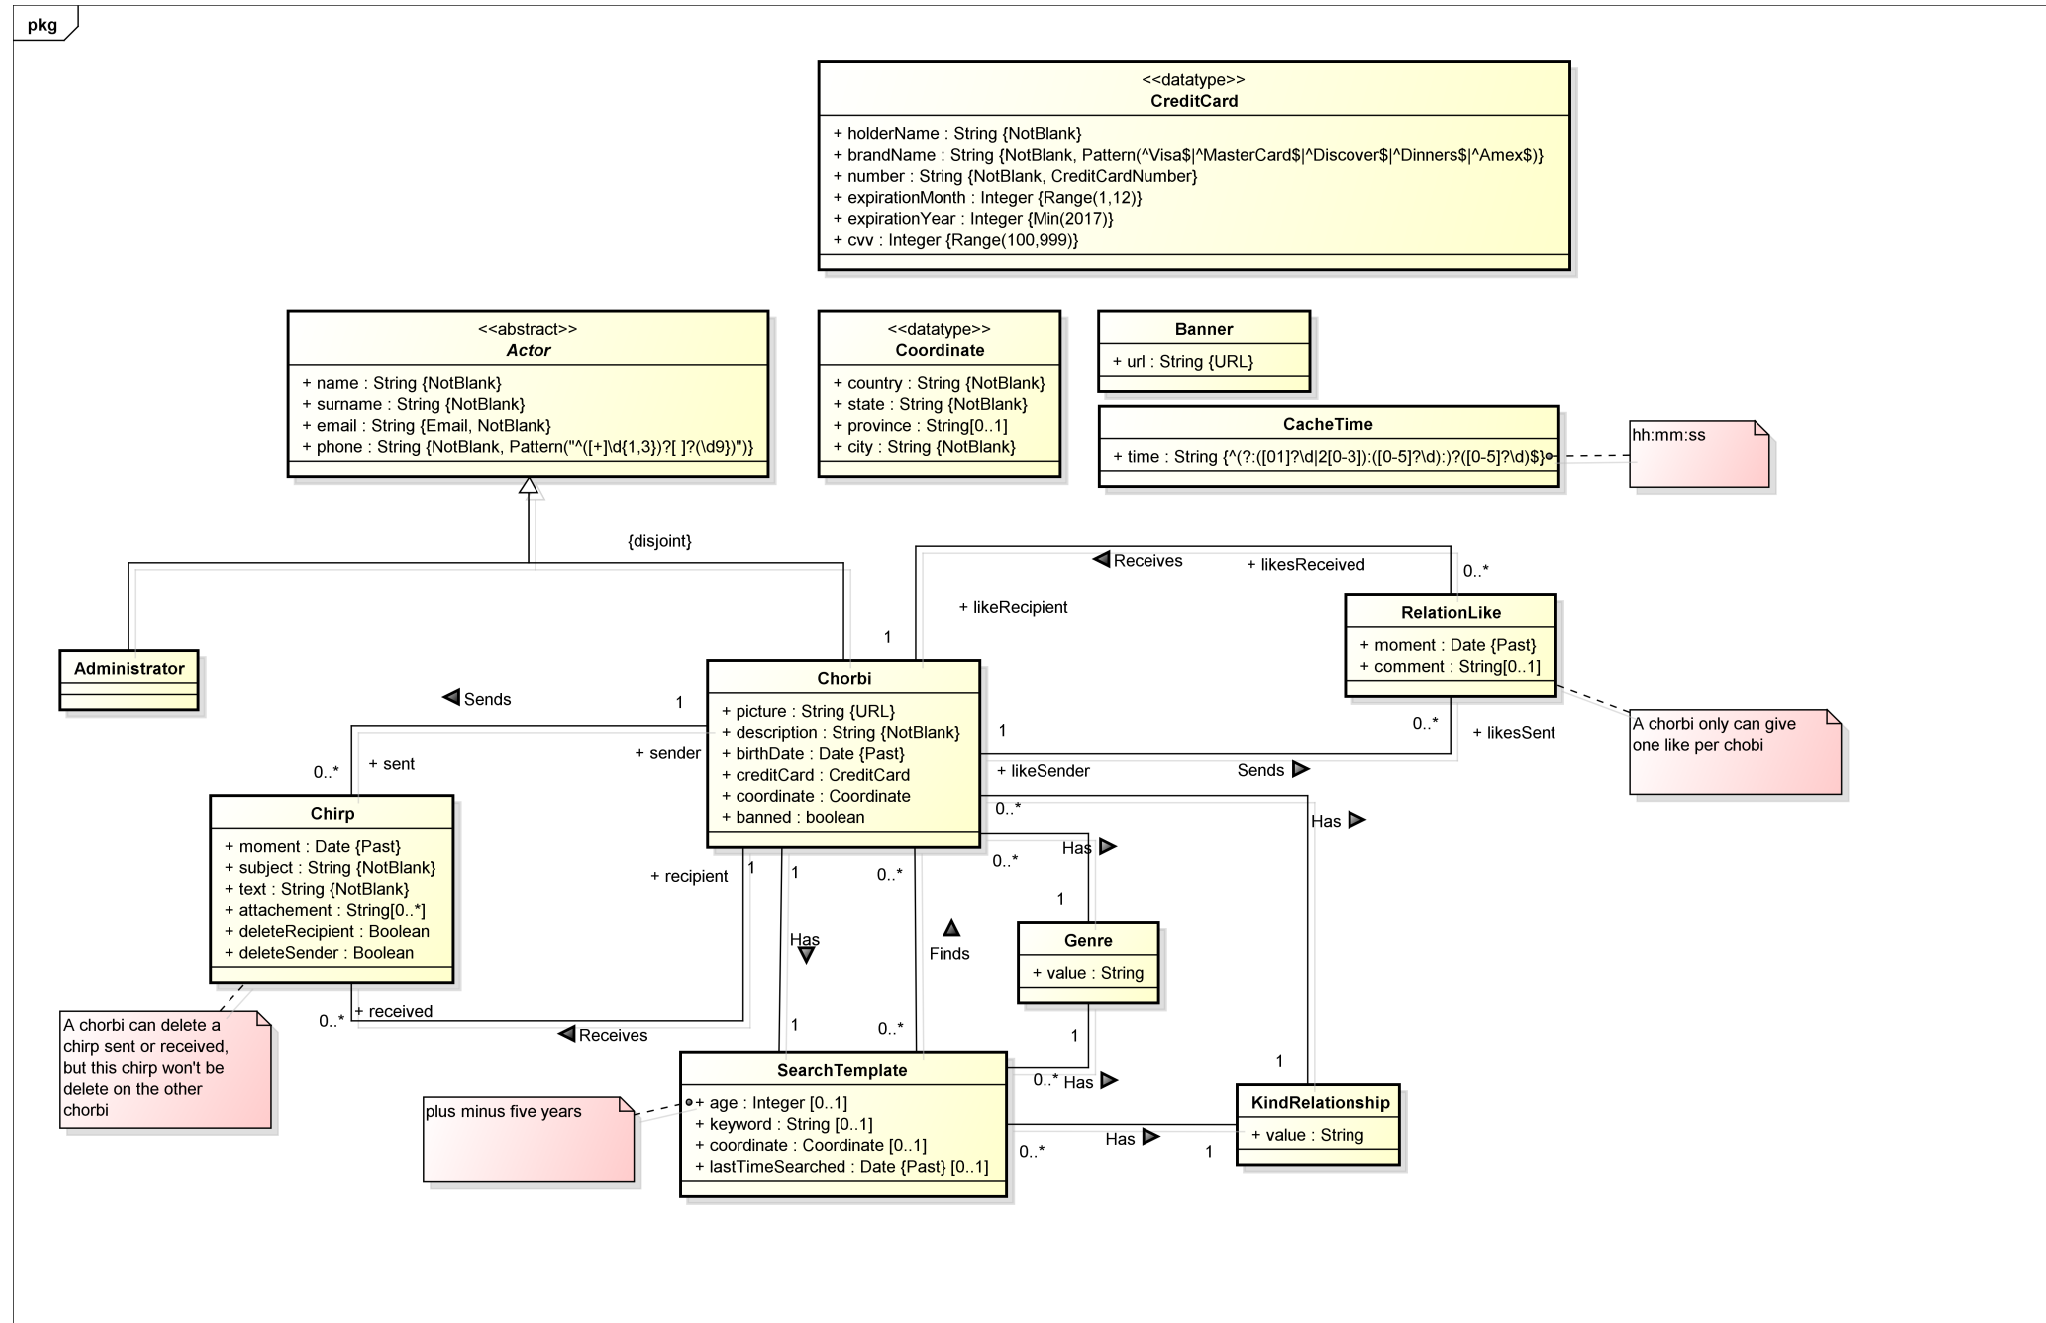 pkg
<<datatype>>
CreditCard
+ holderName : String {NotBlank}
+ brandName : String {NotBlank, Pattern(^Visa$|^MasterCard$|^Discover$|^Dinners$|^Amex$)}
+ number : String {NotBlank, CreditCardNumber}
+ expirationMonth : Integer {Range(1,12)}
+ expirationYear : Integer {Min(2017)}
+ cvv : Integer {Range(100,999)}
<<abstract>>
Actor
+ name : String {NotBlank}
+ surname : String {NotBlank}
+ email : String {Email, NotBlank}
+ phone : String {NotBlank, Pattern("^([+]\d{1,3})?[ ]?(\d9})")}
<<datatype>>
Coordinate
+ country : String {NotBlank}
+ state : String {NotBlank}
+ province : String[0..1]
+ city : String {NotBlank}
Banner
+ url : String {URL}
CacheTime
+ time : String {^(?:([01]?\d|2[0-3]):([0-5]?\d):)?([0-5]?\d)$}
hh:mm:ss
{disjoint}
Receives
+ likesReceived
0..*
+ likeRecipient
1
RelationLike
+ moment : Date {Past}
+ comment : String[0..1]
Administrator
Sends
1
Chorbi
+ picture : String {URL}
+ description : String {NotBlank}
+ birthDate : Date {Past}
+ creditCard : CreditCard
+ coordinate : Coordinate
+ banned : boolean
1
0..*
+ likesSent
A chorbi only can give
one like per chobi
+ sender
+ sent
0..*
+ likeSender
Sends
0..*
Has
Chirp
+ moment : Date {Past}
+ subject : String {NotBlank}
+ text : String {NotBlank}
+ attachement : String[0..*]
+ deleteRecipient : Boolean
+ deleteSender : Boolean
Has
0..*
+ recipient
1
1
0..*
1
Has
Finds
Genre
+ value : String
+ received
0..*
Receives
1
0..*
1
1
A chorbi can delete a
chirp sent or received,
but this chirp won't be
delete on the other
chorbi
SearchTemplate
+ age : Integer [0..1]
+ keyword : String [0..1]
+ coordinate : Coordinate [0..1]
+ lastTimeSearched : Date {Past} [0..1]
0..*
Has
plus minus five years
KindRelationship
+ value : String
Has
0..*
1